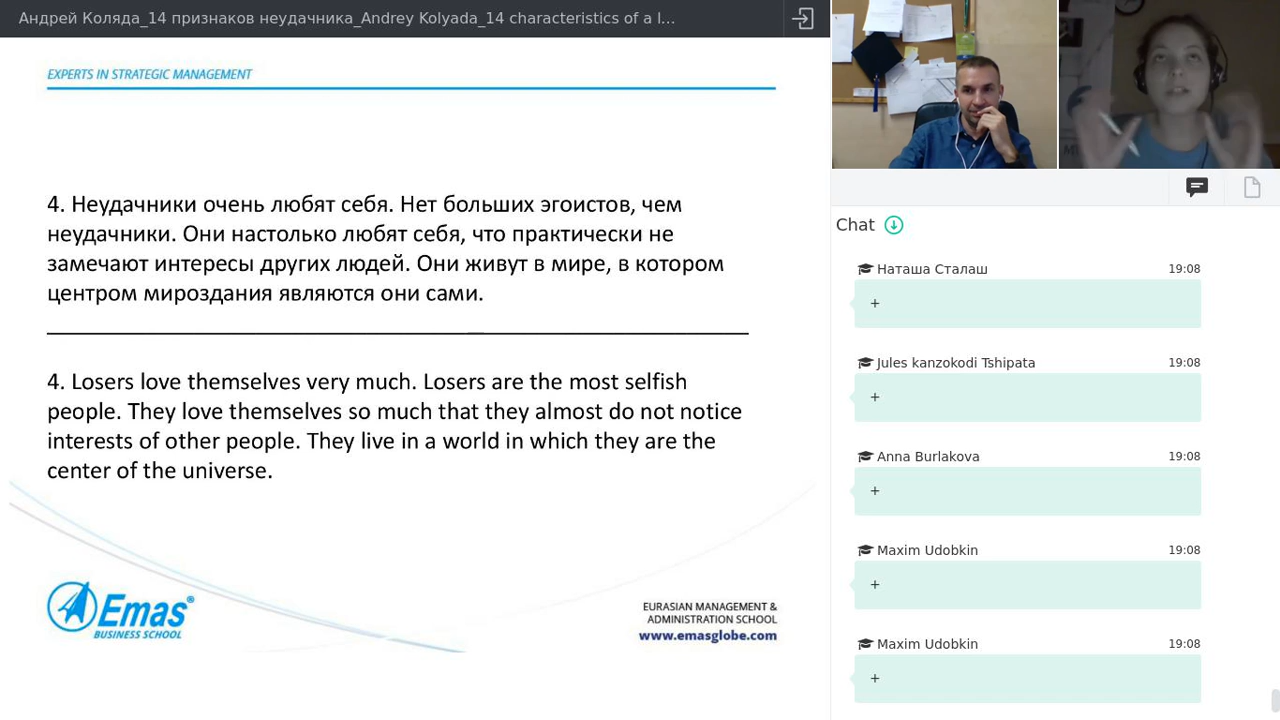 Андрей Коляда_14 признаков неудачника_Andrey Kolyada_14 characteristics of a l...
EXPERTS IN STRATEGIC MANAGEMENT
4. Неудачники очень любят себя. Нет больших эгоистов, чем
неудачники. Они настолько любят себя, что практически не
замечают интересы других людей. Они живут в мире, в котором
центром мироздания являются они сами.
4. Losers love themselves very much. Losers are the most selfish
people. They love themselves so much that they almost do not notice
interests of other people. They live in a world in which they are the
center of the universe.
Emas®
BUSINESS SCHOOL
EURASIAN MANAGEMENT &
ADMINISTRATION SCHOOL
www.emasglobe.com
Chat
Наташа Сталаш 19:08
+
Jules kanzokodi Tshipata 19:08
+
Anna Burlakova 19:08
+
Maxim Udobkin 19:08
+
Maxim Udobkin 19:08
+